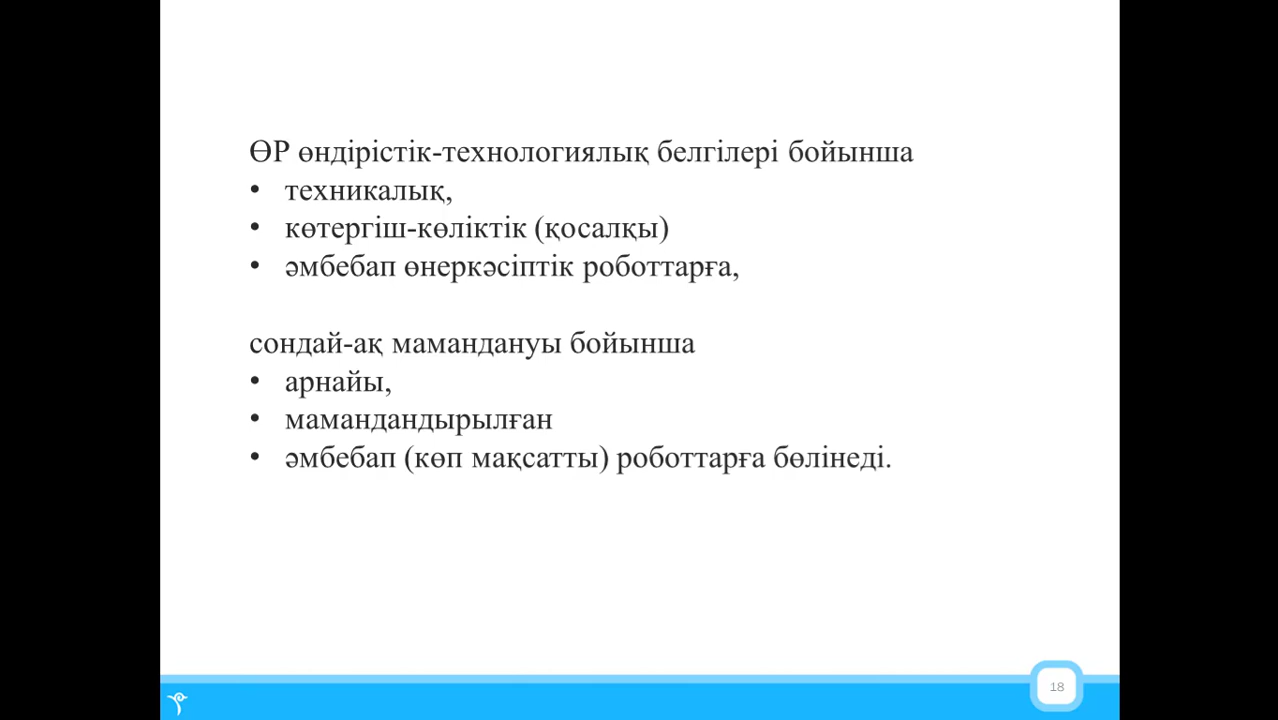 ӨР өндірістік-технологиялық белгілері бойынша
• техникалық,
• көтергіш-көліктік (қосалқы)
• әмбебап өнеркәсіптік роботтарға,
сондай-ақ мамандануы бойынша
• арнайы,
• мамандандырылған
• әмбебап (көп мақсатты) роботтарға бөлінеді.
18